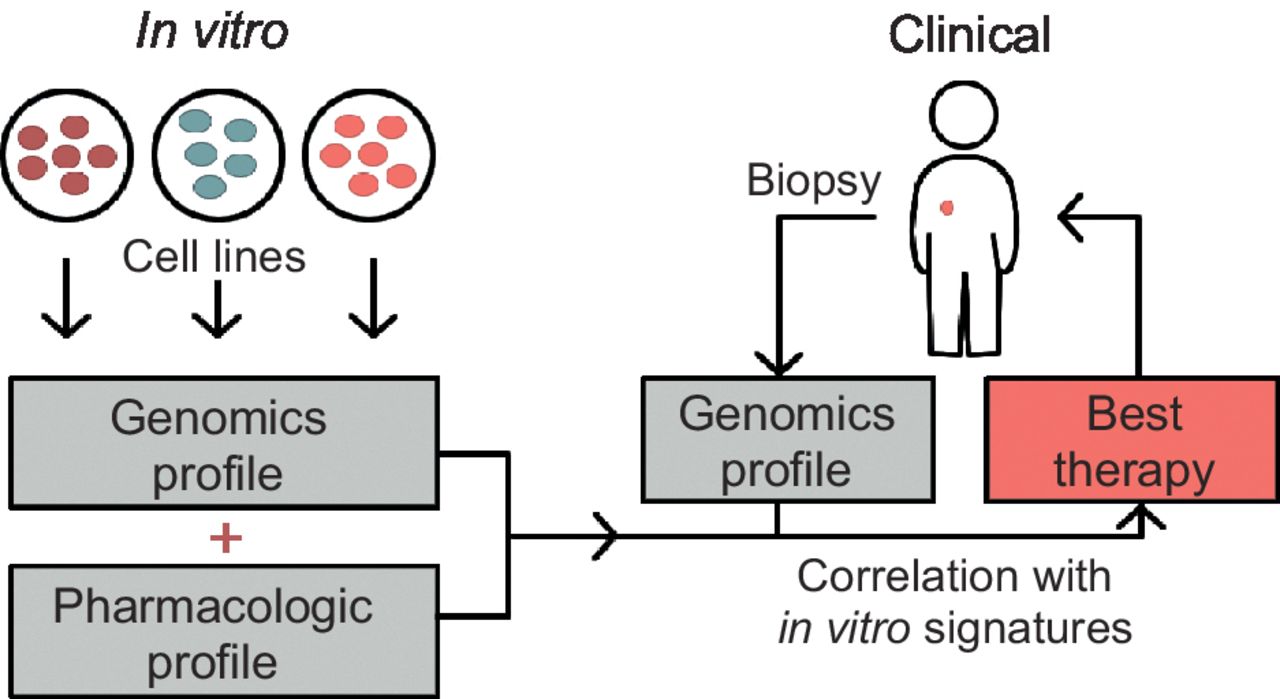 In vitro
Cell lines
Genomics
profile
+
Pharmacologic
profile
Clinical
Biopsy
Genomics
profile
Best
therapy
Correlation with
in vitro signatures